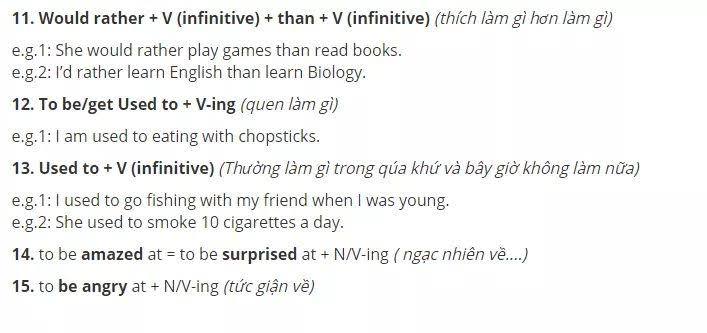 11. Would rather + V (infinitive) + than + V (infinitive) (thích làm gì hơn làm gì)
e.g.1: She would rather play games than read books.
e.g.2: I'd rather learn English than learn Biology.
12. To be/get Used to + V-ing (quen làm gì)
e.g.1: I am used to eating with chopsticks.
13. Used to + V (infinitive) (Thường làm gì trong qúa khứ và bây giờ không làm nữa)
e.g.1: I used to go fishing with my friend when I was young.
e.g.2: She used to smoke 10 cigarettes a day.
14. to be amazed at = to be surprised at + N/V-ing ( ngạc nhiên về....)
15. to be angry at + N/V-ing (tức giận về)